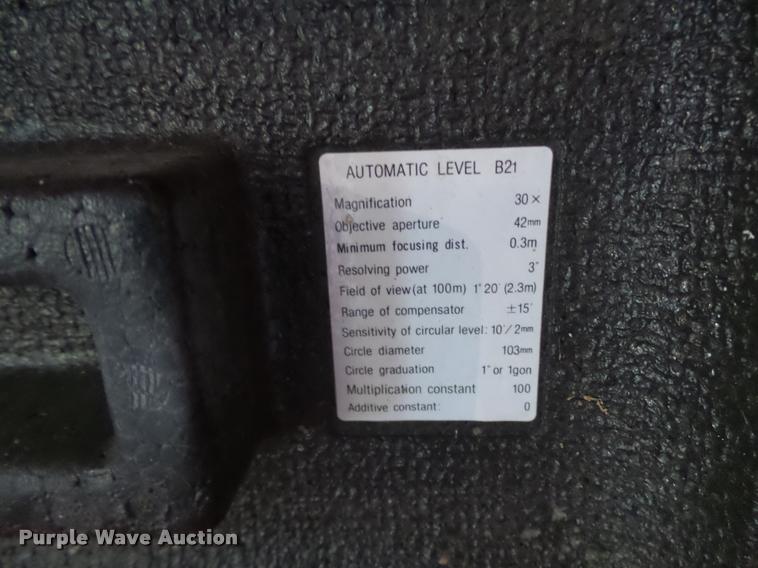 AUTOMATIC LEVEL B21
Magnification 30×
Objective aperture 42mm
Minimum focusing dist. 0.3m
Resolving power 3"
Field of view(at 100m) 1°20' (2.3m)
Range of compensator ±15'
Sensitivity of circular level: 10'/2mm
Circle diameter 103mm
Circle graduation 1° or 1gon
Multiplication constant 100
Additive constant: 0
Purple Wave Auction